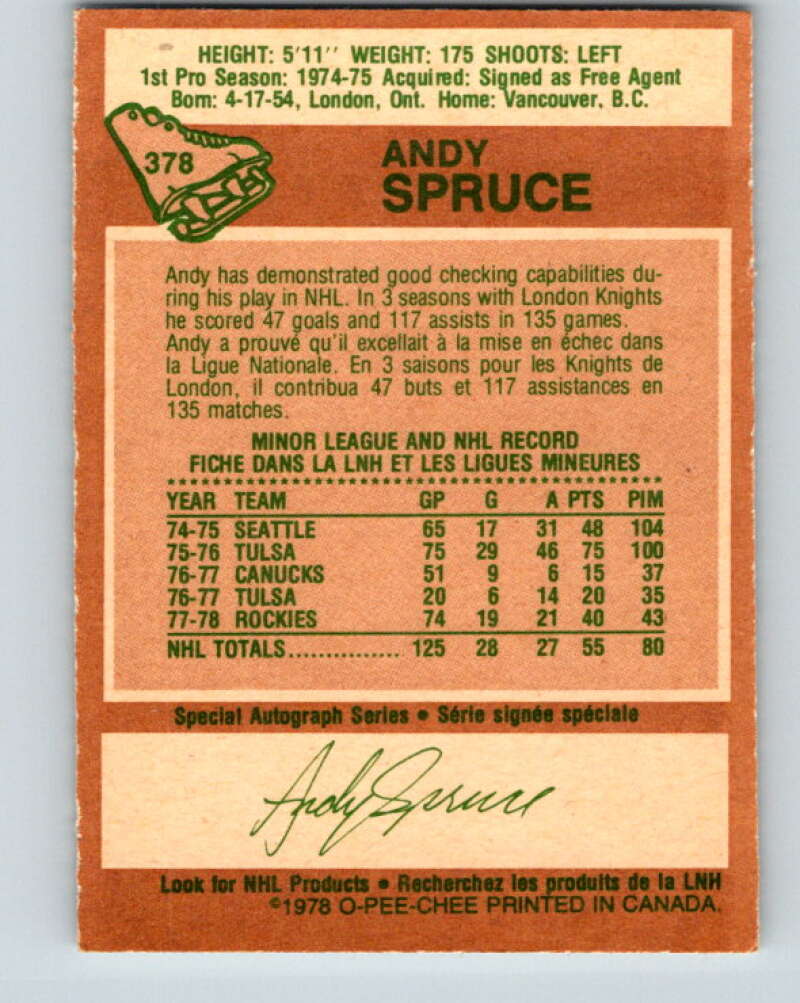 HEIGHT: 5'11'' WEIGHT: 175 SHOOTS: LEFT
1st Pro Season: 1974-75 Acquired: Signed as Free Agent
Born: 4-17-54, London, Ont. Home: Vancouver, B.C.
378
ANDY
SPRUCE
Andy has demonstrated good checking capabilities du-
ring his play in NHL. In 3 seasons with London Knights
he scored 47 goals and 117 assists in 135 games.
Andy a prouvé qu'il excellait à la mise en échec dans
la Ligue Nationale. En 3 saisons pour les Knights de
London, il contribua 47 buts et 117 assistances en
135 matches.
MINOR LEAGUE AND NHL RECORD
FICHE DANS LA LNH ET LES LIGUES MINEURES
YEAR TEAM GP G A PTS PIM
74-75 SEATTLE 65 17 31 48 104
75-76 TULSA 75 29 46 75 100
76-77 CANUCKS 51 9 6 15 37
76-77 TULSA 20 6 14 20 35
77-78 ROCKIES 74 19 21 40 43
NHL TOTALS................ 125 28 27 55 80
Special Autograph Series • Série signée spéciale
Andy Spruce
Look for NHL Products • Recherchez les produits de la LNH
©1978 O-PEE-CHEE PRINTED IN CANADA.